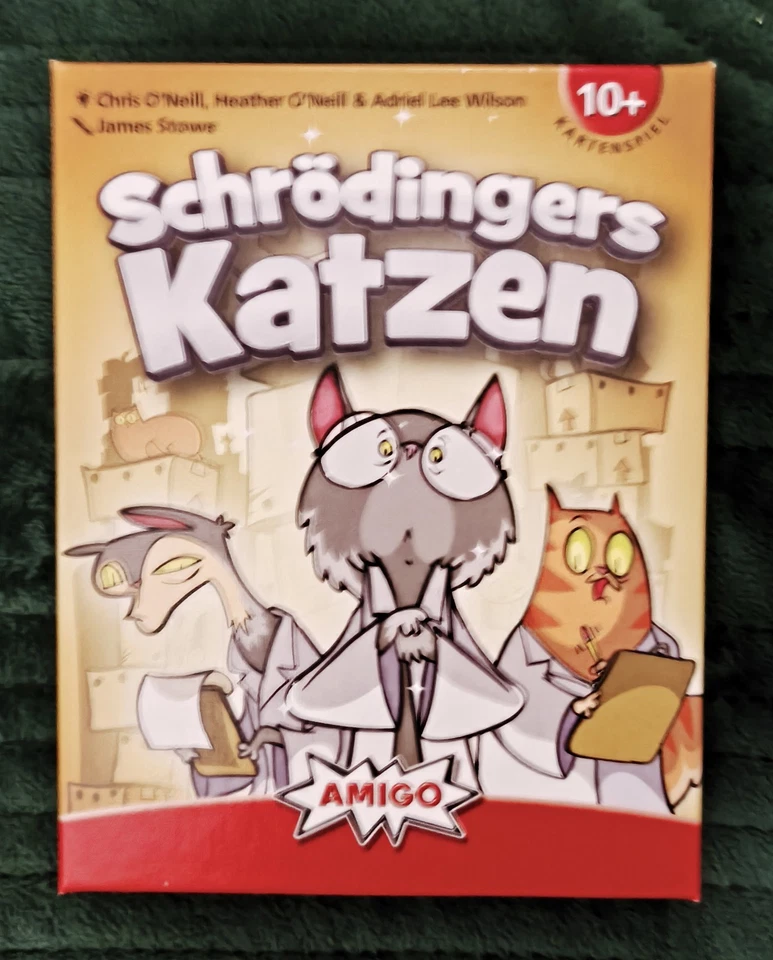 Chris O'Neill, Heather O'Neill & Adriel Lee Wilson
James Stowe
10+
KARTENSPIEL
Schrödingers
Katzen
AMIGO